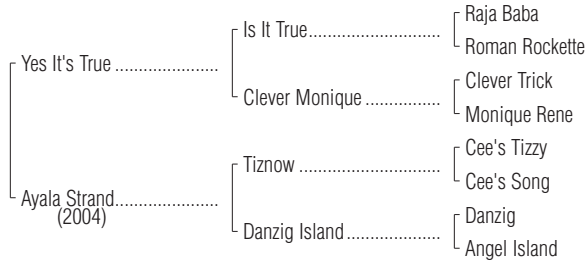 Raja Baba
Is It True
Roman Rockette
Yes It's True
Clever Trick
Clever Monique
Monique Rene
Cee's Tizzy
Tiznow
Cee's Song
Ayala Strand
(2004)
Danzig
Danzig Island
Angel Island